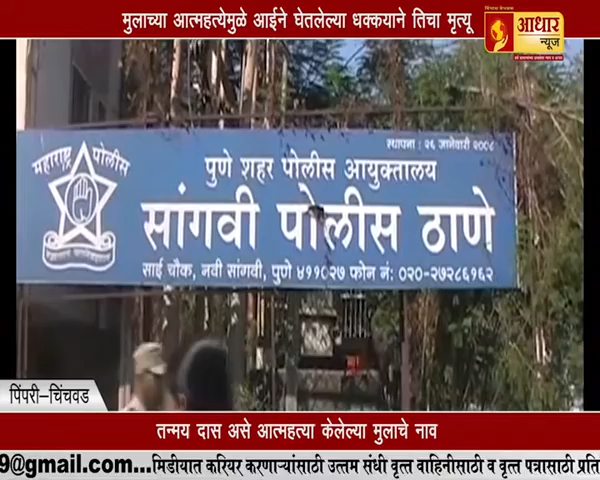 मुलाच्या आत्महत्येमुळे आईने घेतलेल्या धक्कयाने तिचा मृत्यू
आधार
न्यूज
स्थापना : २६ जानेवारी २००८
महाराष्ट्र पोलीस
पुणे शहर पोलीस आयुक्तालय
सांगवी पोलीस ठाणे
साई चौक, नवी सांगवी, पुणे ४११०२७ फोन नं: ०२०-२७२८६१६२
पिंपरी–चिंचवड
तन्मय दास असे आत्महत्या केलेल्या मुलाचे नाव
9@gmail.com...मिडीयात करियर करणाऱ्यांसाठी उत्तम संधी वृत्त वाहिनीसाठी व वृत्त पत्रासाठी प्रति